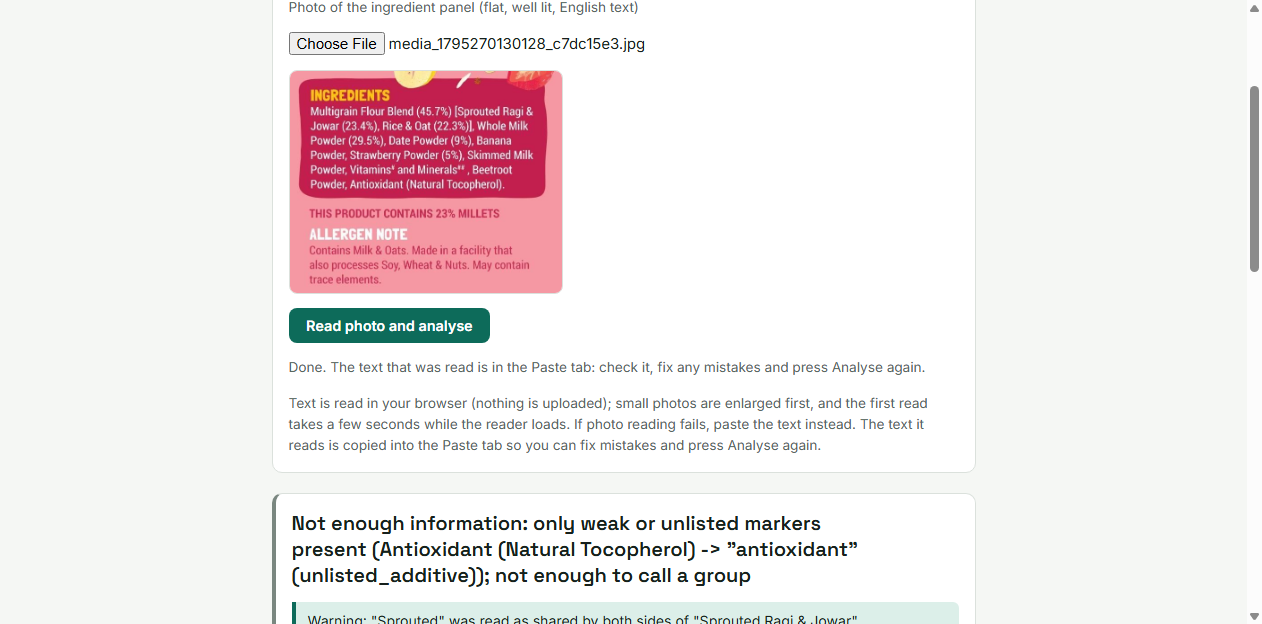 Photo of the ingredient panel (flat, well lit, English text)
Choose File media_1795270130128_c7dc15e3.jpg
INGREDIENTS
Multigrain Flour Blend (45.7%) [Sprouted Ragi &
Jowar (23.4%), Rice & Oat (22.3%)], Whole Milk
Powder (29.5%), Date Powder (9%), Banana
Powder, Strawberry Powder (5%), Skimmed Milk
Powder, Vitamins# and Minerals## , Beetroot
Powder, Antioxidant (Natural Tocopherol).
THIS PRODUCT CONTAINS 23% MILLETS
ALLERGEN NOTE
Contains Milk & Oats. Made in a facility that
also processes Soy, Wheat & Nuts. May contain
trace elements.
Read photo and analyse
Done. The text that was read is in the Paste tab: check it, fix any mistakes and press Analyse again.
Text is read in your browser (nothing is uploaded); small photos are enlarged first, and the first read
takes a few seconds while the reader loads. If photo reading fails, paste the text instead. The text it
reads is copied into the Paste tab so you can fix mistakes and press Analyse again.
Not enough information: only weak or unlisted markers
present (Antioxidant (Natural Tocopherol) -> ”antioxidant”
(unlisted_additive)); not enough to call a group
Warning: "Sprouted" was read as shared by both sides of "Sprouted Ragi & Jowar"